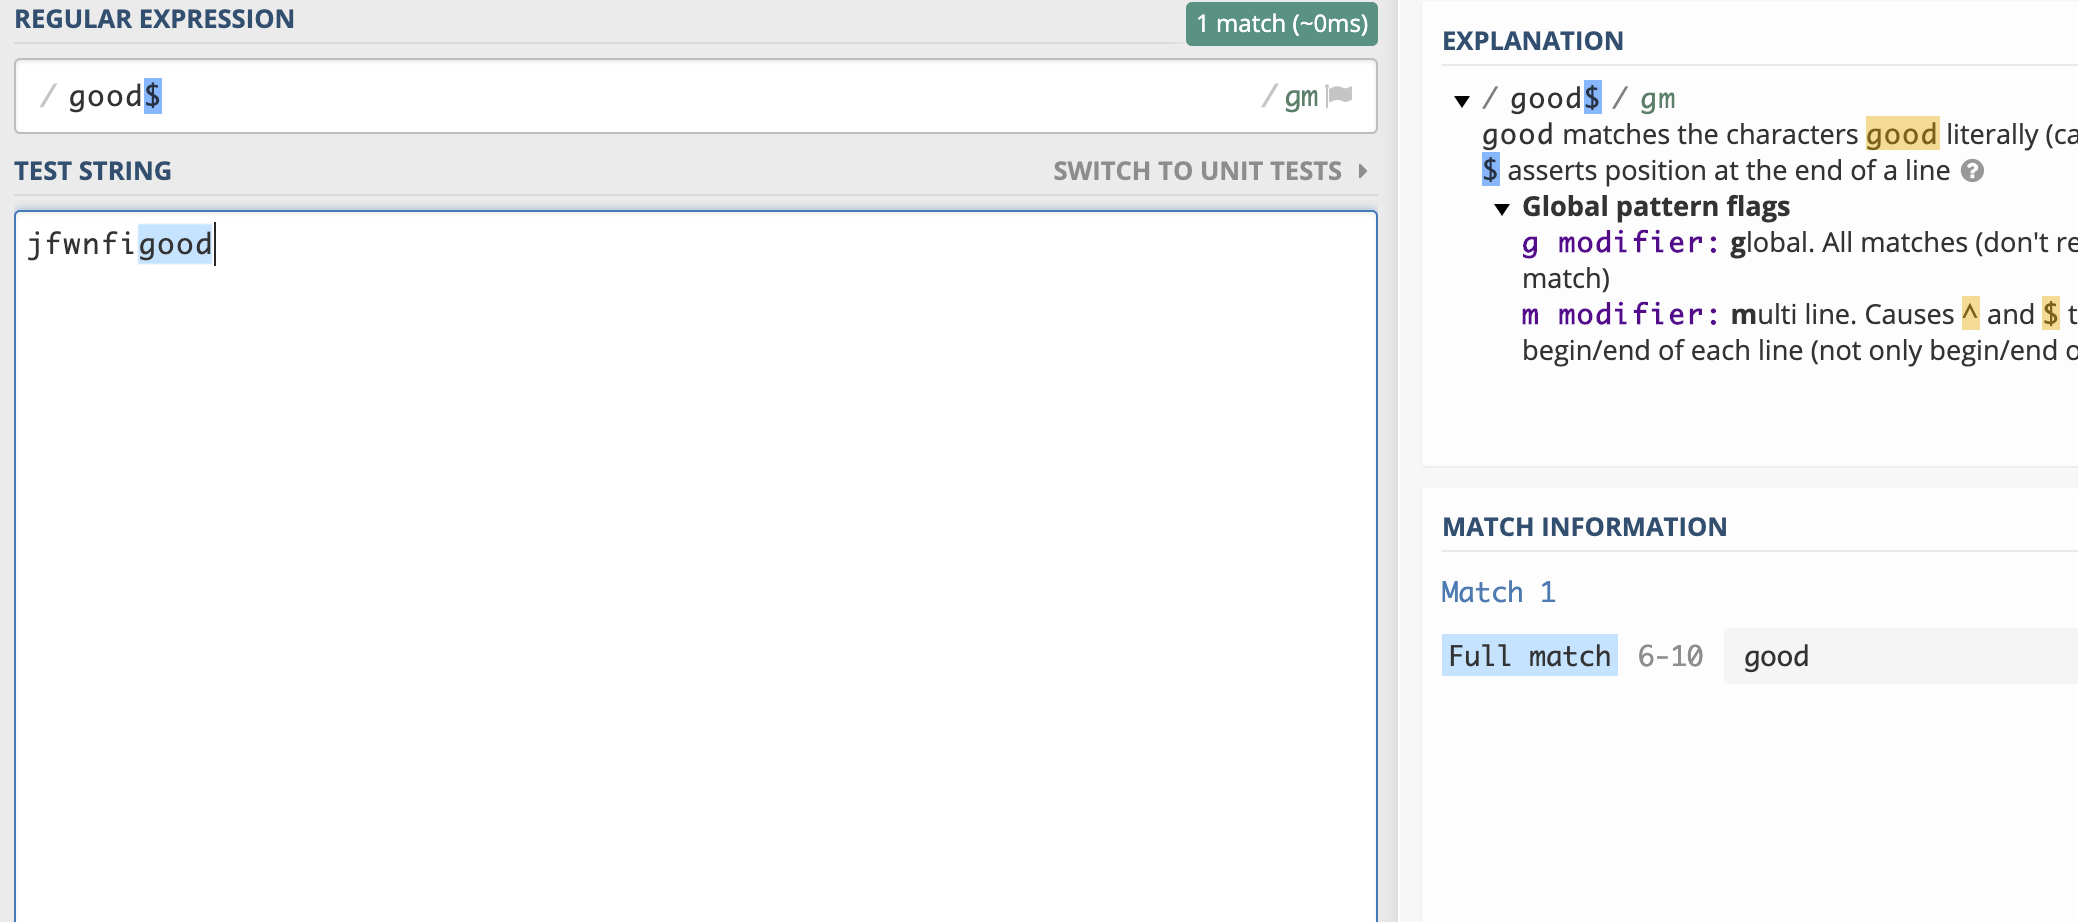 REGULAR EXPRESSION
1 match (~0ms)
/ good$ / gm
TEST STRING
SWITCH TO UNIT TESTS
jfwnfigood
EXPLANATION
/ good$ / gm
good matches the characters good literally (ca
$ asserts position at the end of a line ?
Global pattern flags
g modifier: global. All matches (don't re
match)
m modifier: multi line. Causes ^ and $ t
begin/end of each line (not only begin/end o
MATCH INFORMATION
Match 1
Full match 6-10 good